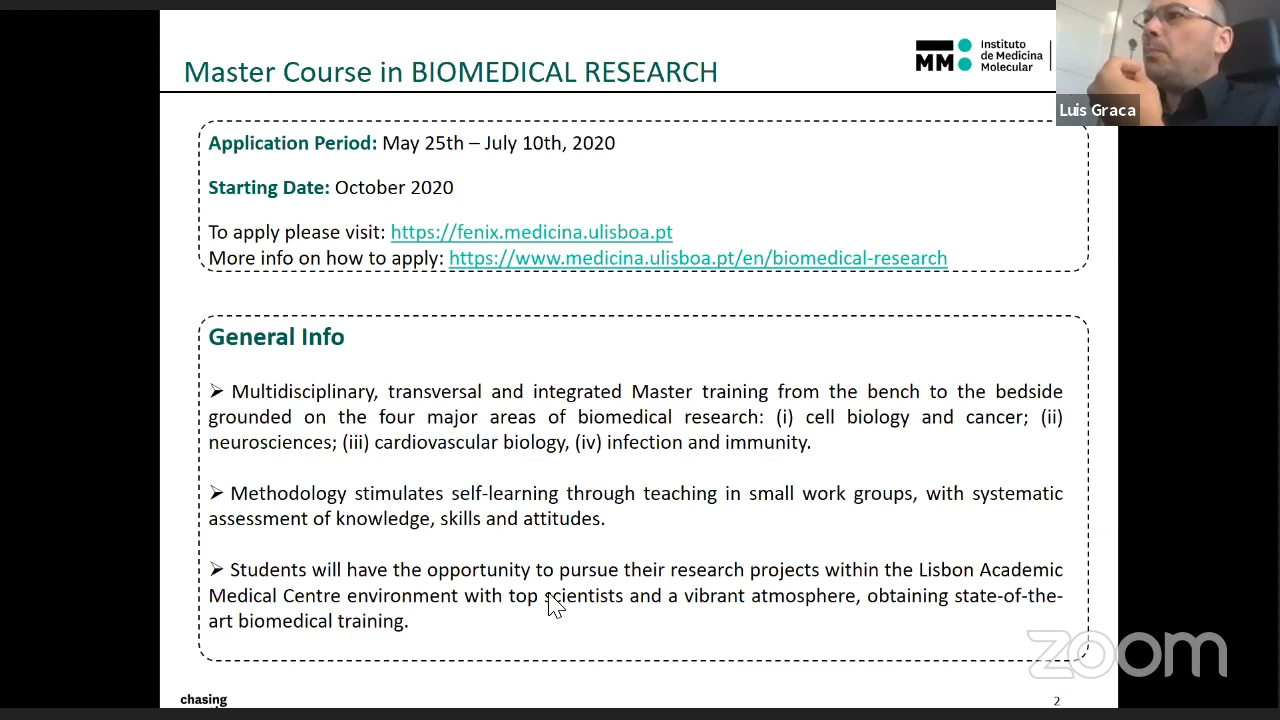 Master Course in BIOMEDICAL RESEARCH
Instituto
de Medicina
Molecular
MM
Luis Graca
Application Period: May 25th – July 10th, 2020
Starting Date: October 2020
To apply please visit: https://fenix.medicina.ulisboa.pt
More info on how to apply: https://www.medicina.ulisboa.pt/en/biomedical-research
General Info
➢ Multidisciplinary, transversal and integrated Master training from the bench to the bedside
grounded on the four major areas of biomedical research: (i) cell biology and cancer; (ii)
neurosciences; (iii) cardiovascular biology, (iv) infection and immunity.
➢ Methodology stimulates self-learning through teaching in small work groups, with systematic
assessment of knowledge, skills and attitudes.
➢ Students will have the opportunity to pursue their research projects within the Lisbon Academic
Medical Centre environment with top scientists and a vibrant atmosphere, obtaining state-of-the-
art biomedical training.
zoom
chasing
2